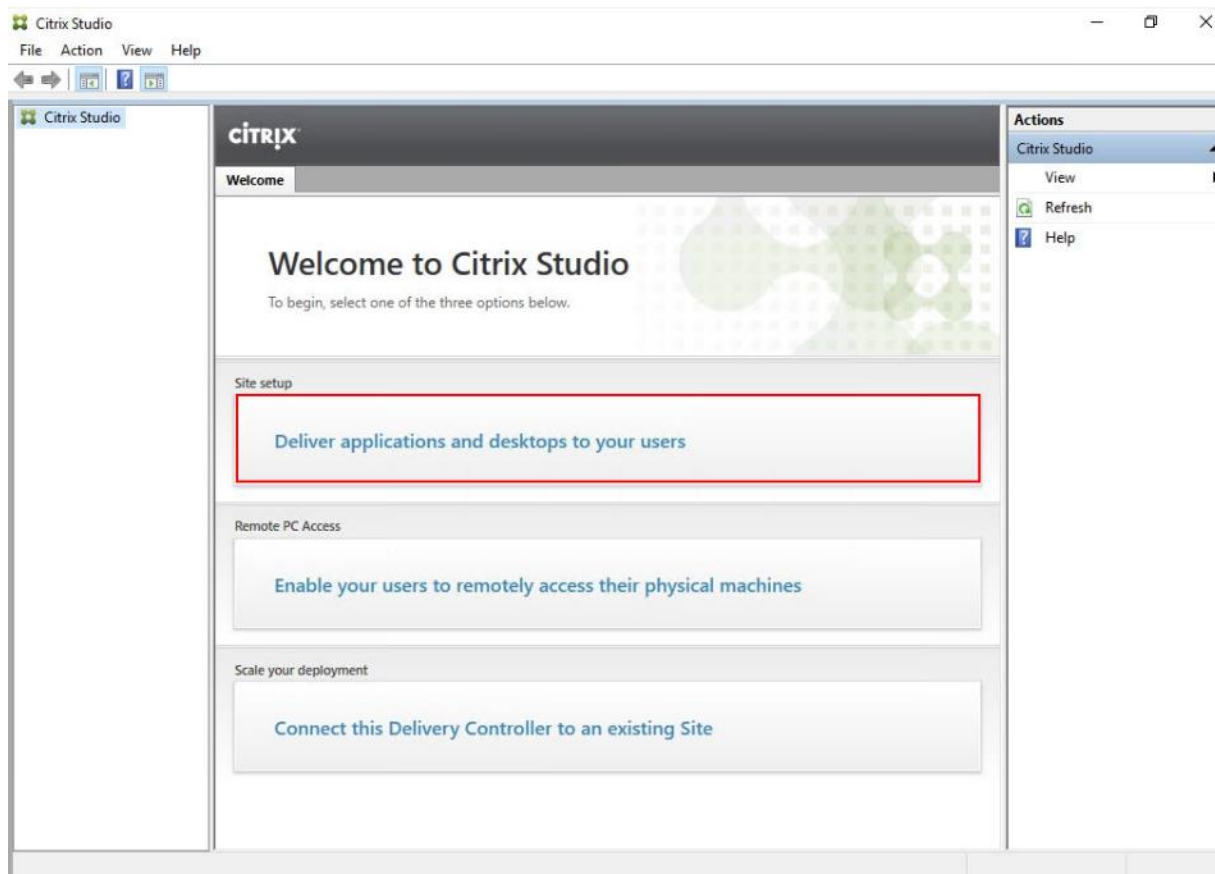 Citrix Studio
File Action View Help
Citrix Studio
CİTRIX
Welcome
Welcome to Citrix Studio
To begin, select one of the three options below.
Site setup
Deliver applications and desktops to your users
Remote PC Access
Enable your users to remotely access their physical machines
Scale your deployment
Connect this Delivery Controller to an existing Site
Actions
Citrix Studio
View
Refresh
Help